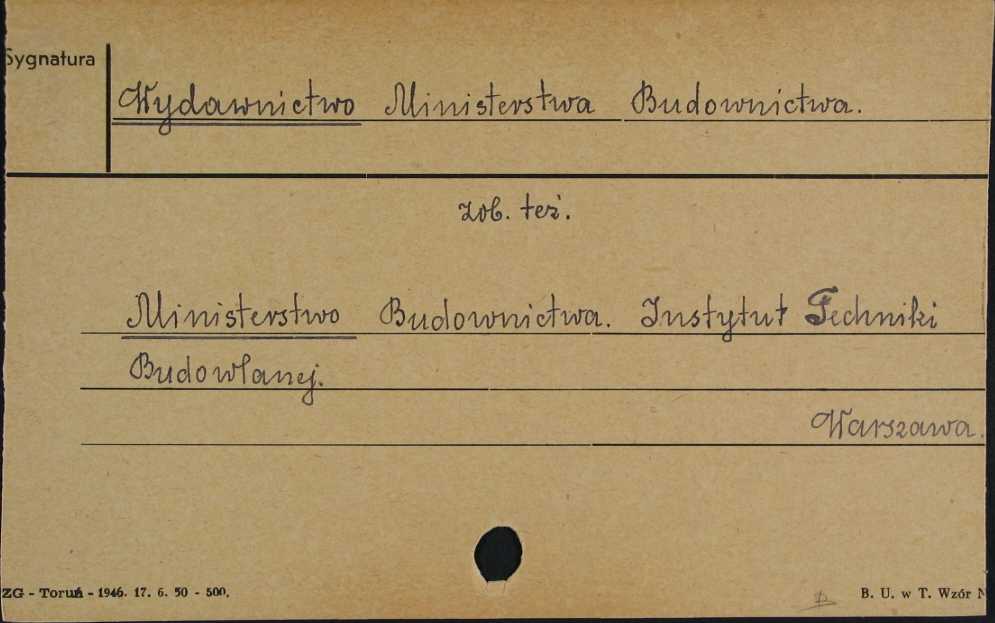 Sygnatura
Wydawnictwo Ministerstwa Budownictwa.
zob. też.
Ministerstwo Budownictwa. Instytut Techniki
Budowlanej.
Warszawa.
ZG - Toruń - 1946. 17. 6. 50 - 500.
B. U. w T. Wzór N